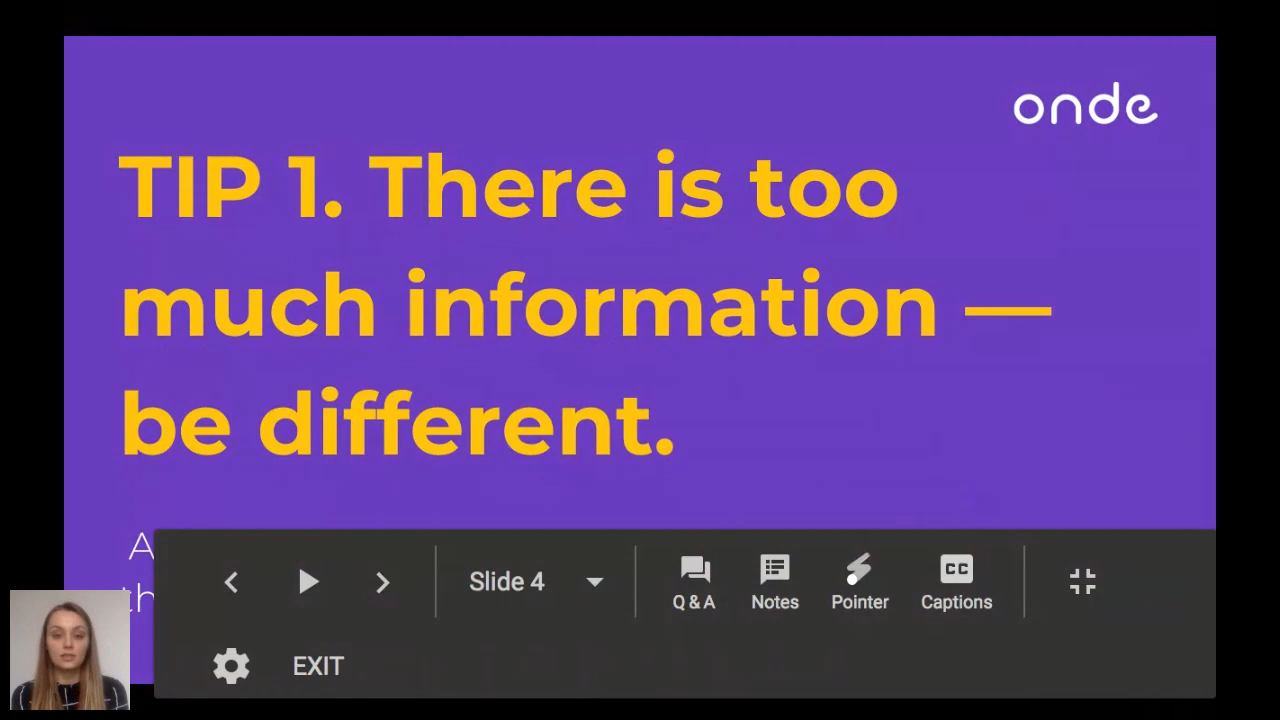 onde
TIP 1. There is too
much information —
be different.
Slide 4
Q & A
Notes
Pointer
CC
Captions
EXIT